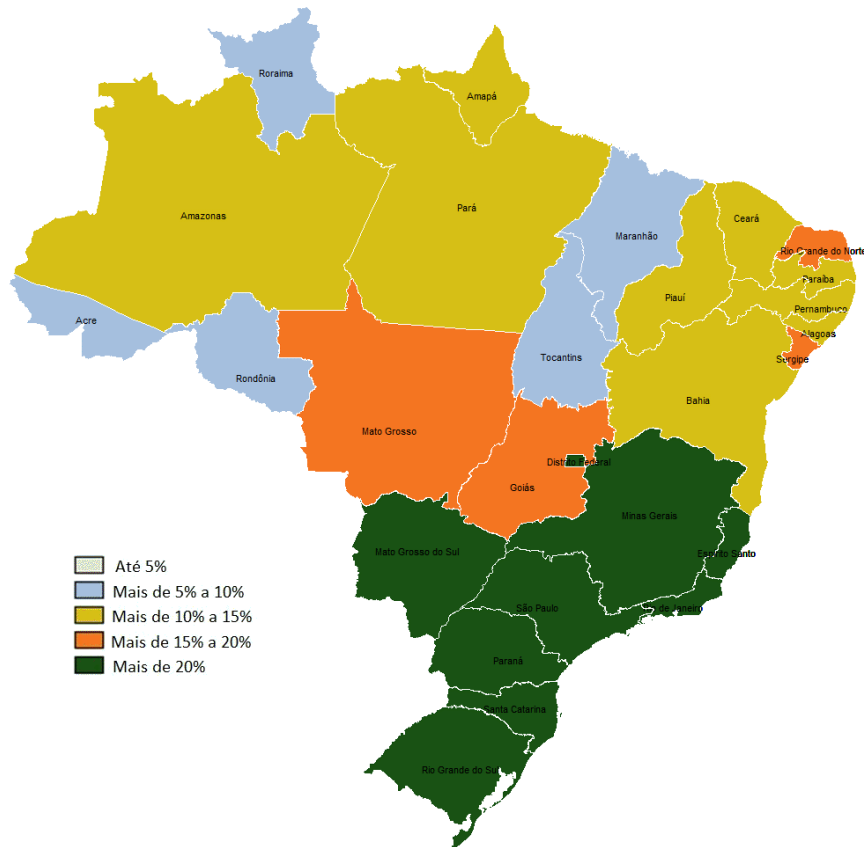 Roraima
Amapá
Amazonas
Pará
Maranhão
Ceará
Rio Grande do Norte
Paraíba
Piauí
Pernambuco
Alagoas
Sergipe
Acre
Rondônia
Tocantins
Bahia
Mato Grosso
Distrito Federal
Goiás
Minas Gerais
Mato Grosso do Sul
Espírito Santo
São Paulo
Rio de Janeiro
Paraná
Santa Catarina
Rio Grande do Sul
Até 5%
Mais de 5% a 10%
Mais de 10% a 15%
Mais de 15% a 20%
Mais de 20%